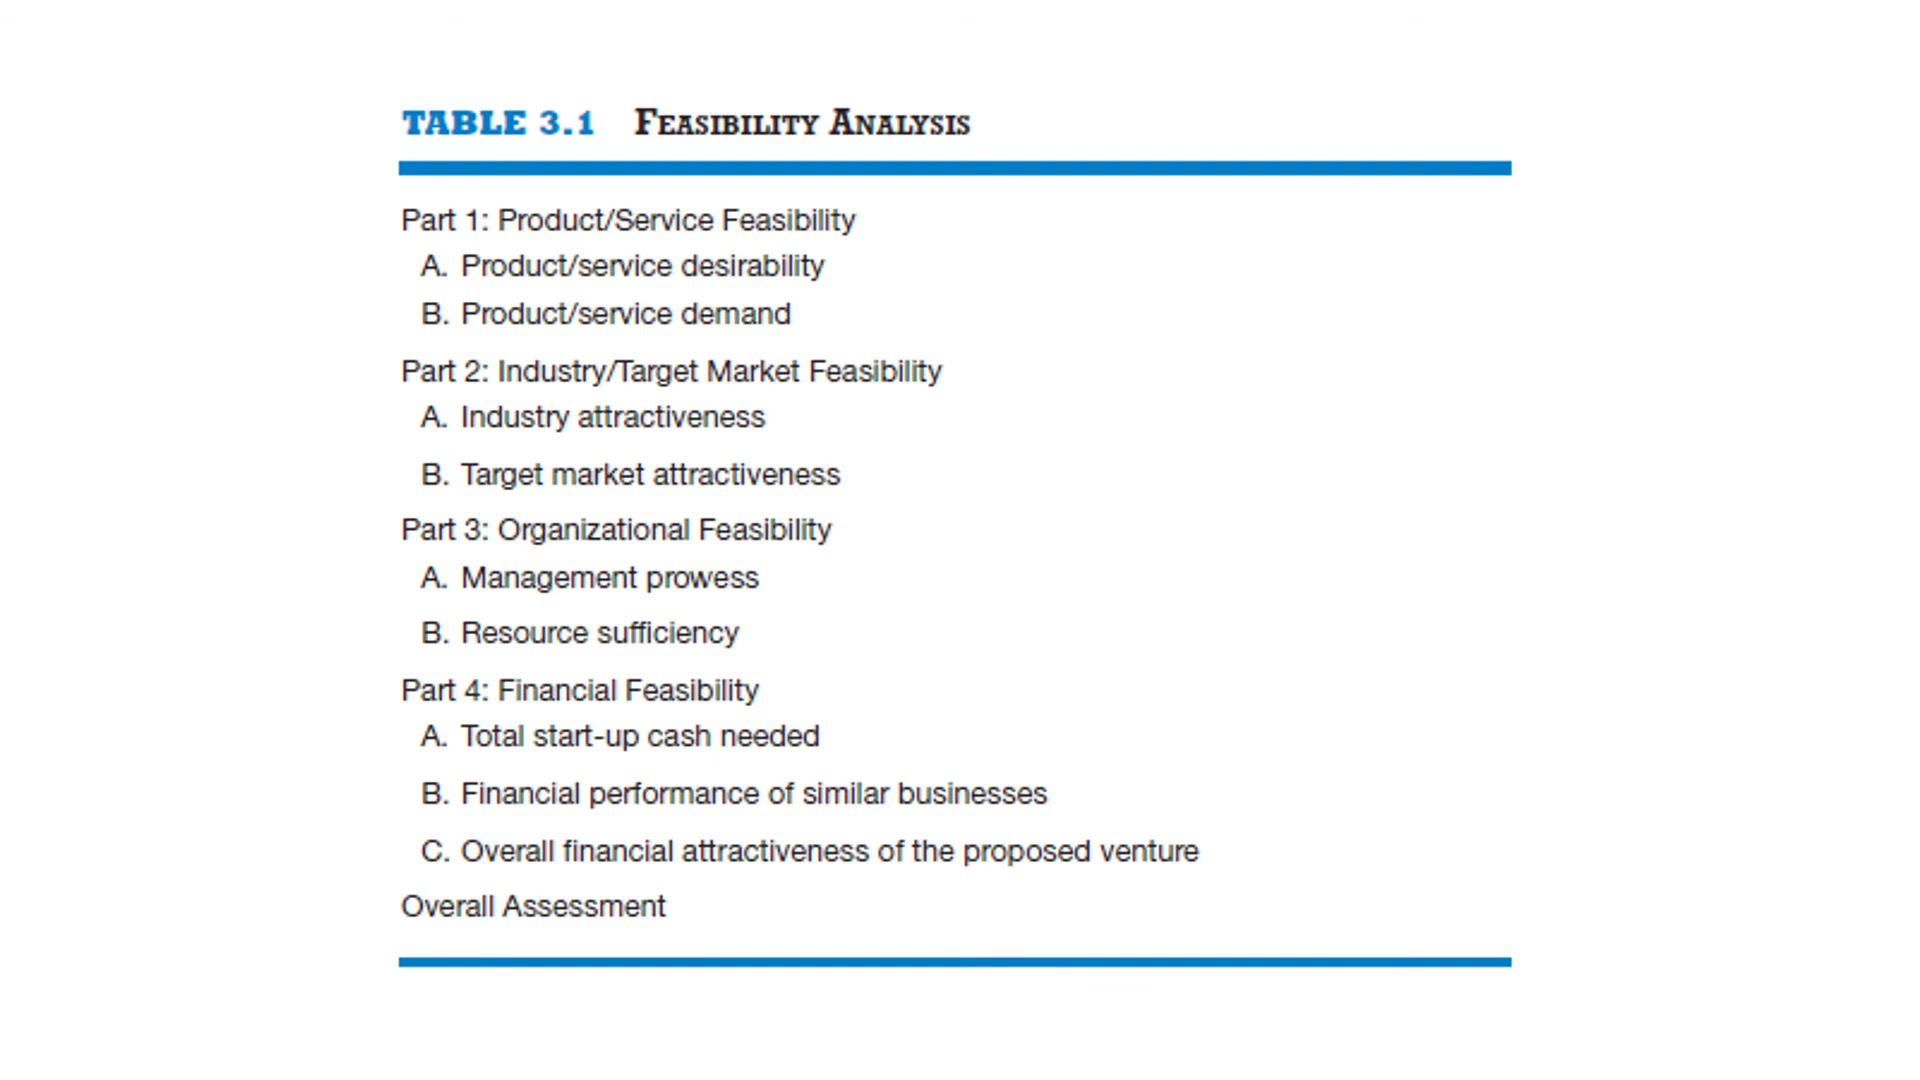 TABLE 3.1 FEASIBILITY ANALYSIS
Part 1: Product/Service Feasibility
A. Product/service desirability
B. Product/service demand
Part 2: Industry/Target Market Feasibility
A. Industry attractiveness
B. Target market attractiveness
Part 3: Organizational Feasibility
A. Management prowess
B. Resource sufficiency
Part 4: Financial Feasibility
A. Total start-up cash needed
B. Financial performance of similar businesses
C. Overall financial attractiveness of the proposed venture
Overall Assessment